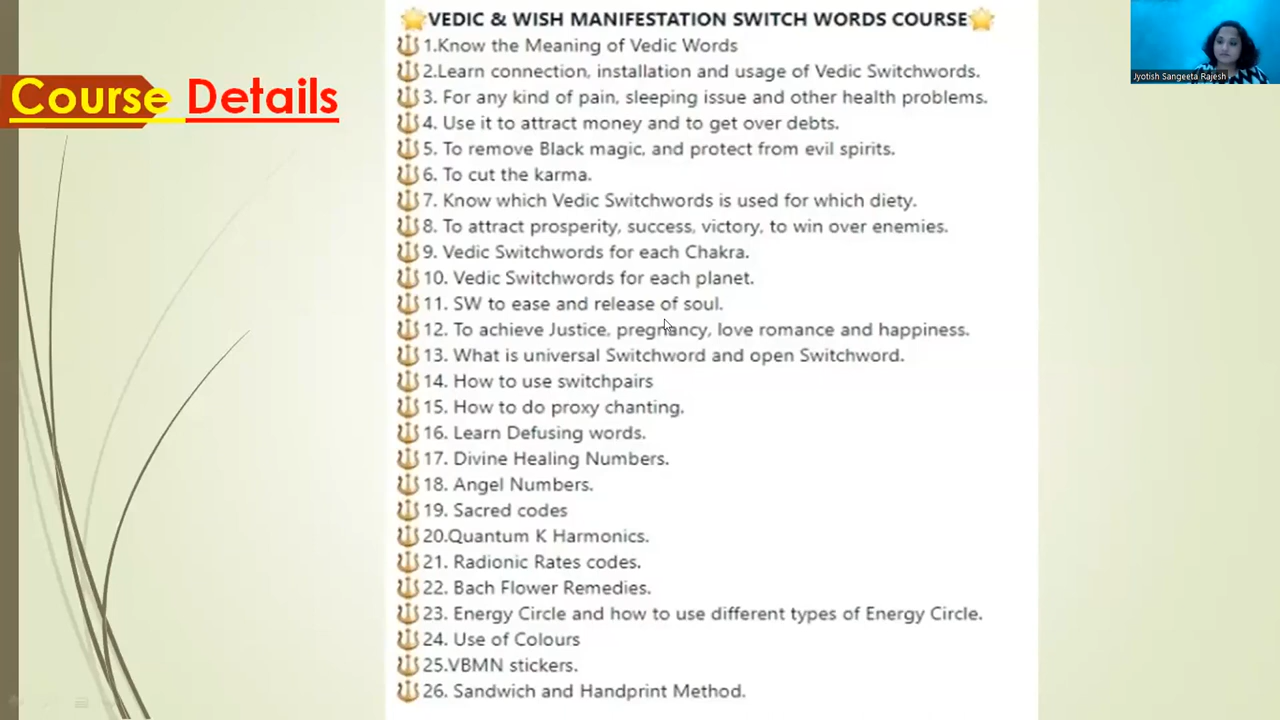 Course Details
🌟VEDIC & WISH MANIFESTATION SWITCH WORDS COURSE🌟
🔱1.Know the Meaning of Vedic Words
🔱2.Learn connection, installation and usage of Vedic Switchwords.
🔱3. For any kind of pain, sleeping issue and other health problems.
🔱4. Use it to attract money and to get over debts.
🔱5. To remove Black magic, and protect from evil spirits.
🔱6. To cut the karma.
🔱7. Know which Vedic Switchwords is used for which diety.
🔱8. To attract prosperity, success, victory, to win over enemies.
🔱9. Vedic Switchwords for each Chakra.
🔱10. Vedic Switchwords for each planet.
🔱11. SW to ease and release of soul.
🔱12. To achieve Justice, pregnancy, love romance and happiness.
🔱13. What is universal Switchword and open Switchword.
🔱14. How to use switchpairs
🔱15. How to do proxy chanting.
🔱16. Learn Defusing words.
🔱17. Divine Healing Numbers.
🔱18. Angel Numbers.
🔱19. Sacred codes
🔱20.Quantum K Harmonics.
🔱21. Radionic Rates codes.
🔱22. Bach Flower Remedies.
🔱23. Energy Circle and how to use different types of Energy Circle.
🔱24. Use of Colours
🔱25.VBMN stickers.
🔱26. Sandwich and Handprint Method.
Jyotish Sangeeta Rajesh